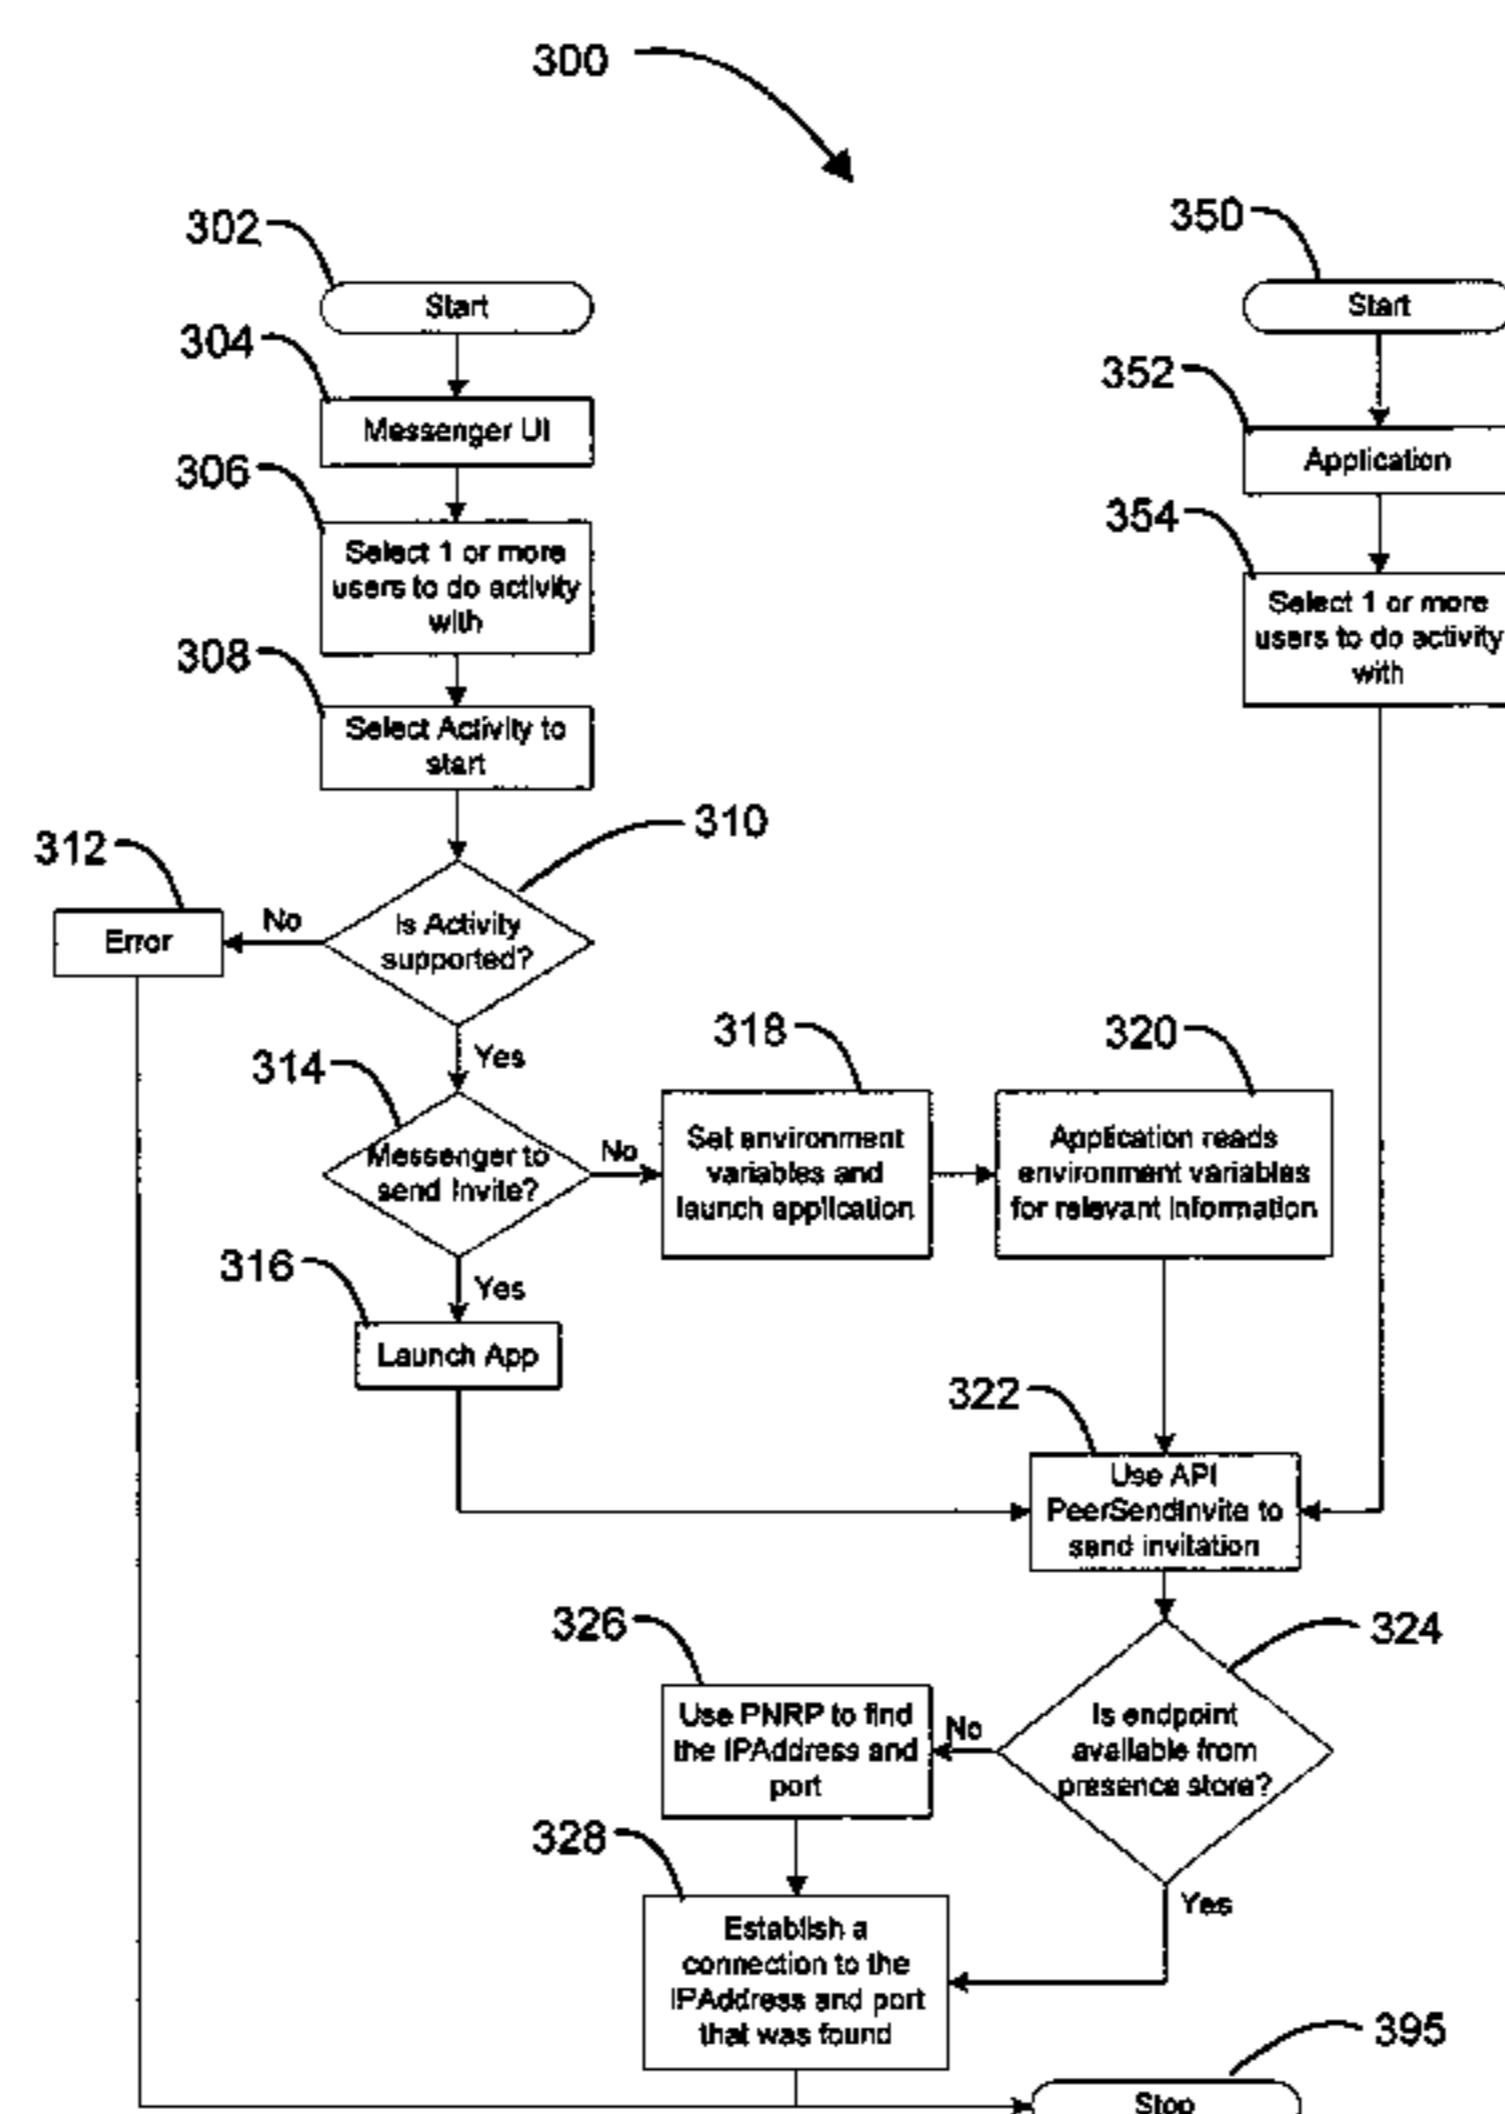 300
302
Start
304
Messenger UI
306
Select 1 or more
users to do activity
with
308
Select Activity to
start
310
Is Activity
supported?
312
No
Error
Yes
314
Messenger to
send Invite?
No
318
Set environment
variables and
launch application
320
Application reads
environment variables
for relevant information
316
Yes
Launch App
350
Start
352
Application
354
Select 1 or more
users to do activity
with
322
Use API
PeerSendInvite to
send invitation
324
Is endpoint
available from
presence store?
326
No
Use PNRP to find
the IPAddress and
port
Yes
328
Establish a
connection to the
IPAddress and port
that was found
395
Stop